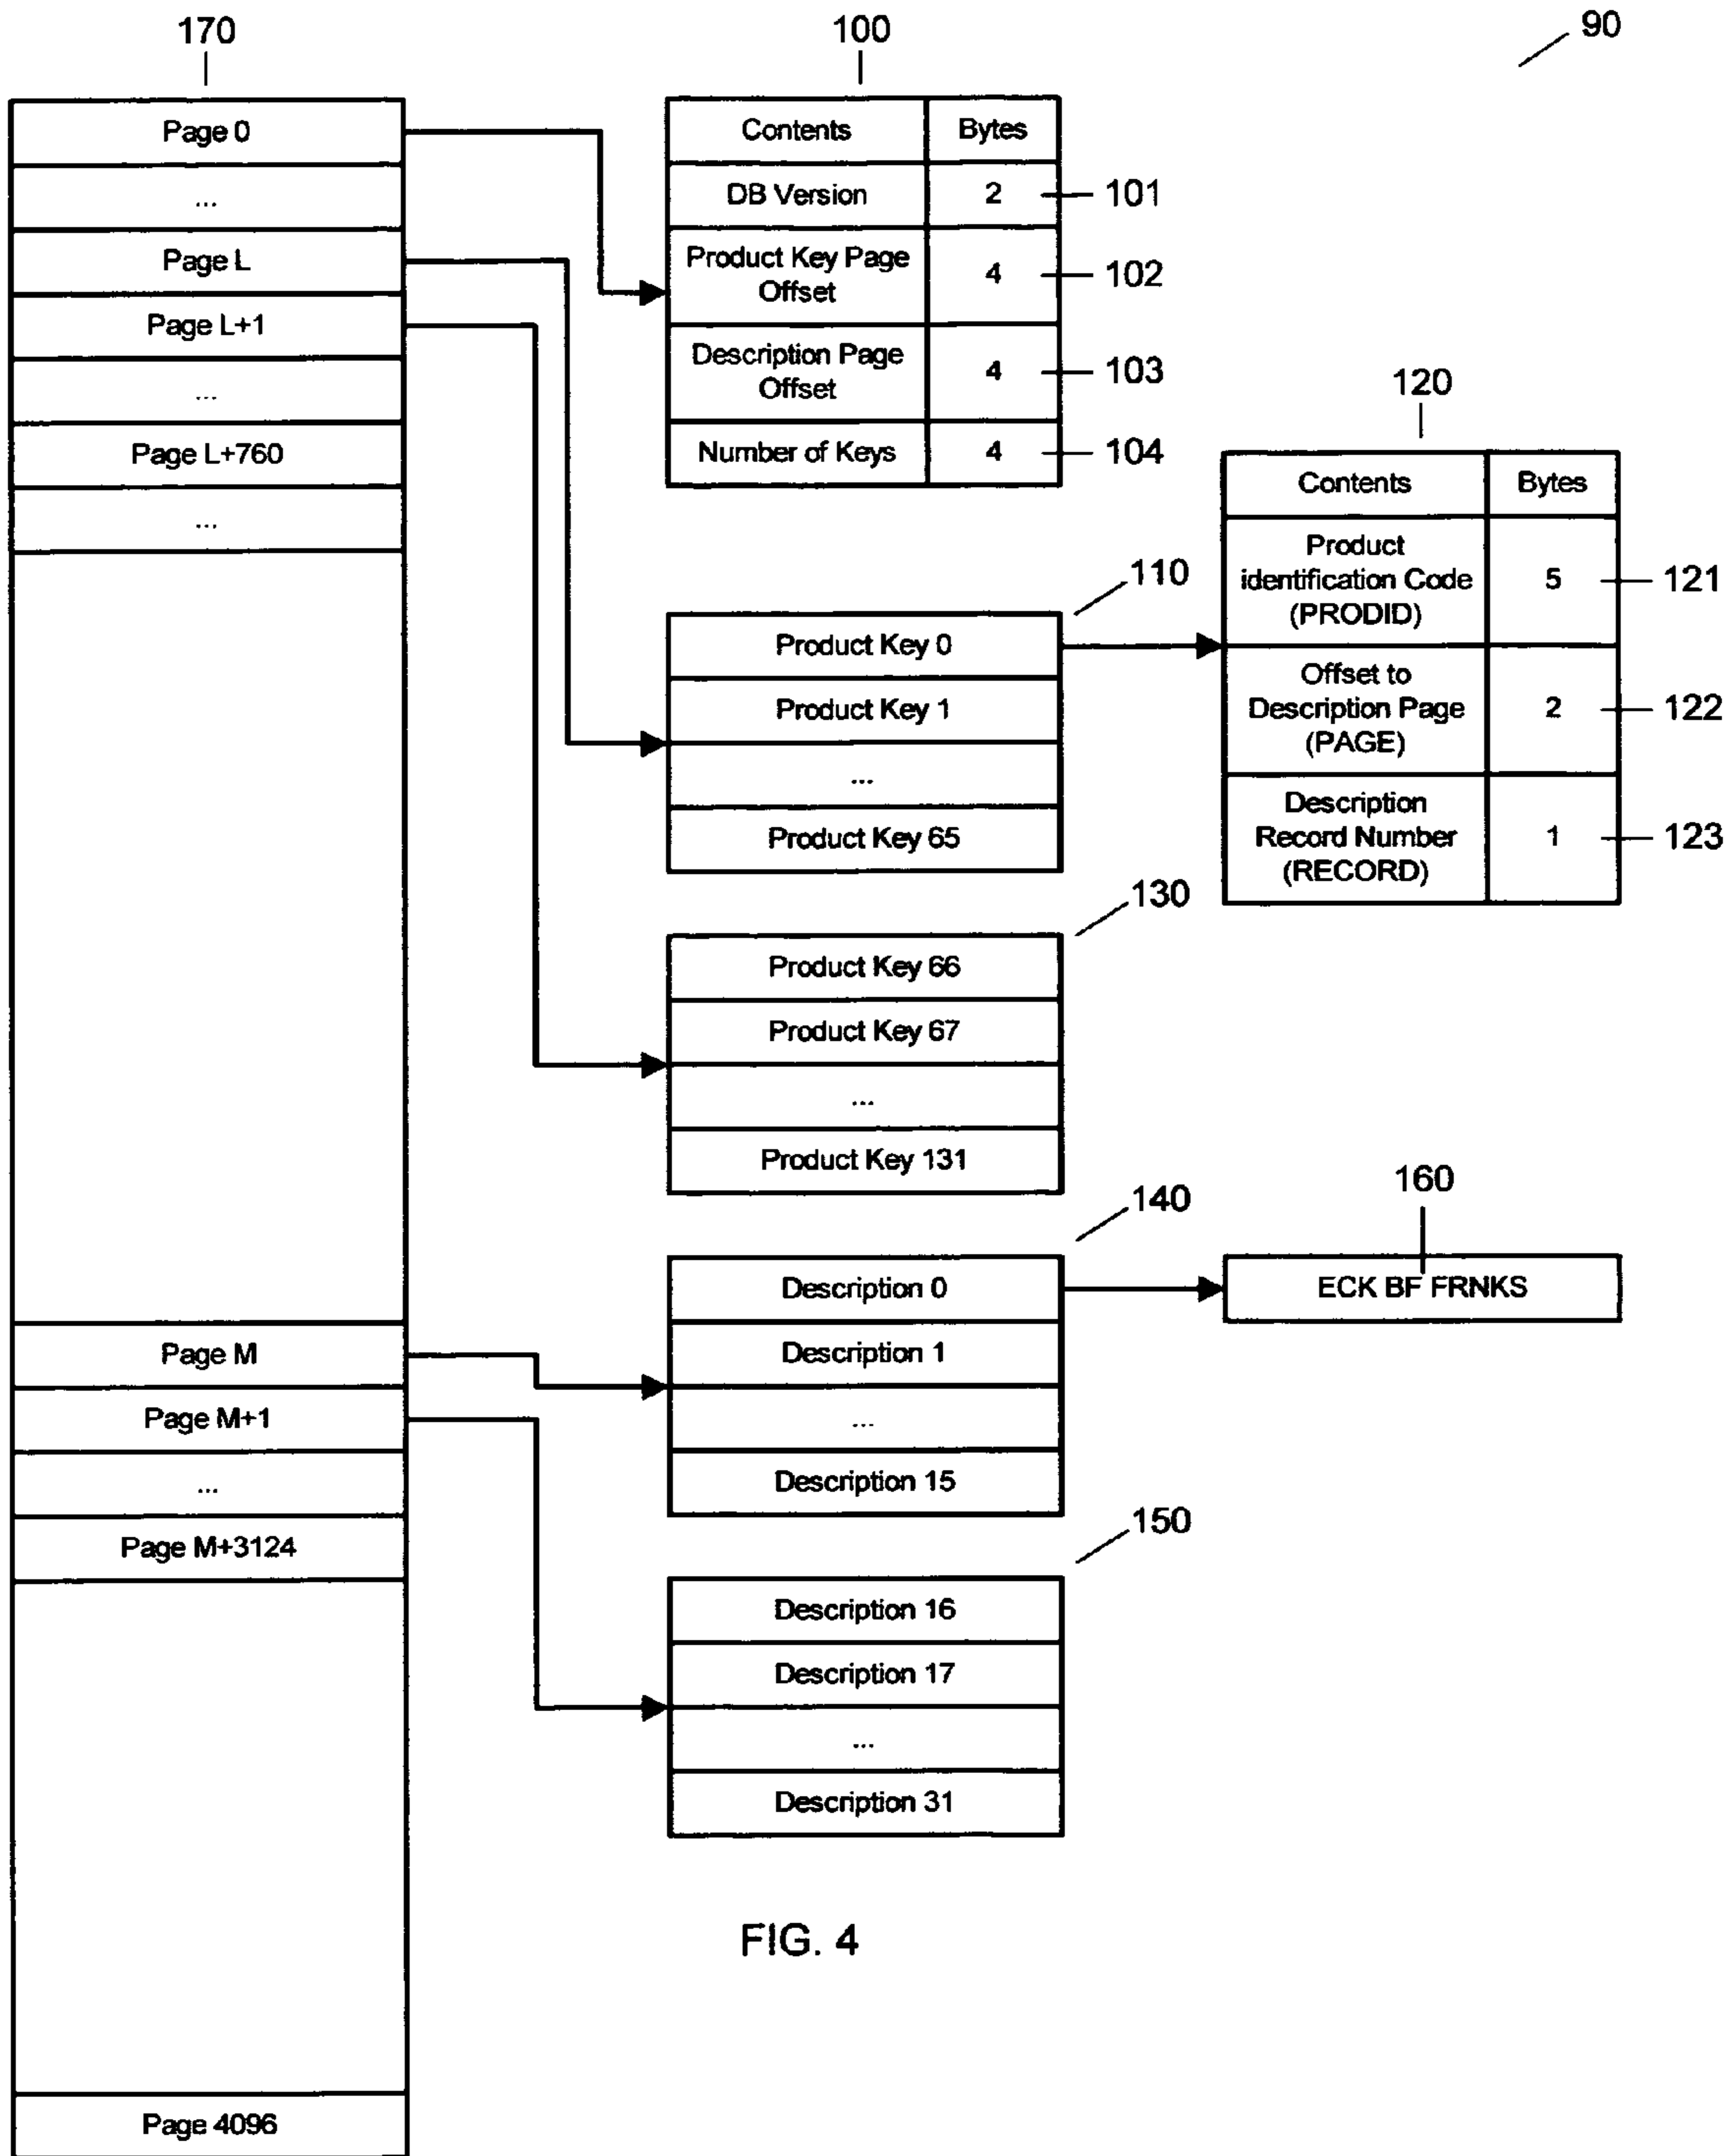 170
100
90
Page 0
...
Page L
Page L+1
...
Page L+760
...
Page M
Page M+1
...
Page M+3124
Page 4096
Contents Bytes
DB Version 2 101
Product Key Page
Offset
4 102
Description Page
Offset
4 103
Number of Keys 4 104
110
Product Key 0
Product Key 1
...
Product Key 65
120
Contents Bytes
Product
identification Code
(PRODID)
5 121
Offset to
Description Page
(PAGE)
2 122
Description
Record Number
(RECORD)
1 123
130
Product Key 66
Product Key 67
...
Product Key 131
140
Description 0
Description 1
...
Description 15
160
ECK BF FRNKS
150
Description 16
Description 17
...
Description 31
FIG. 4